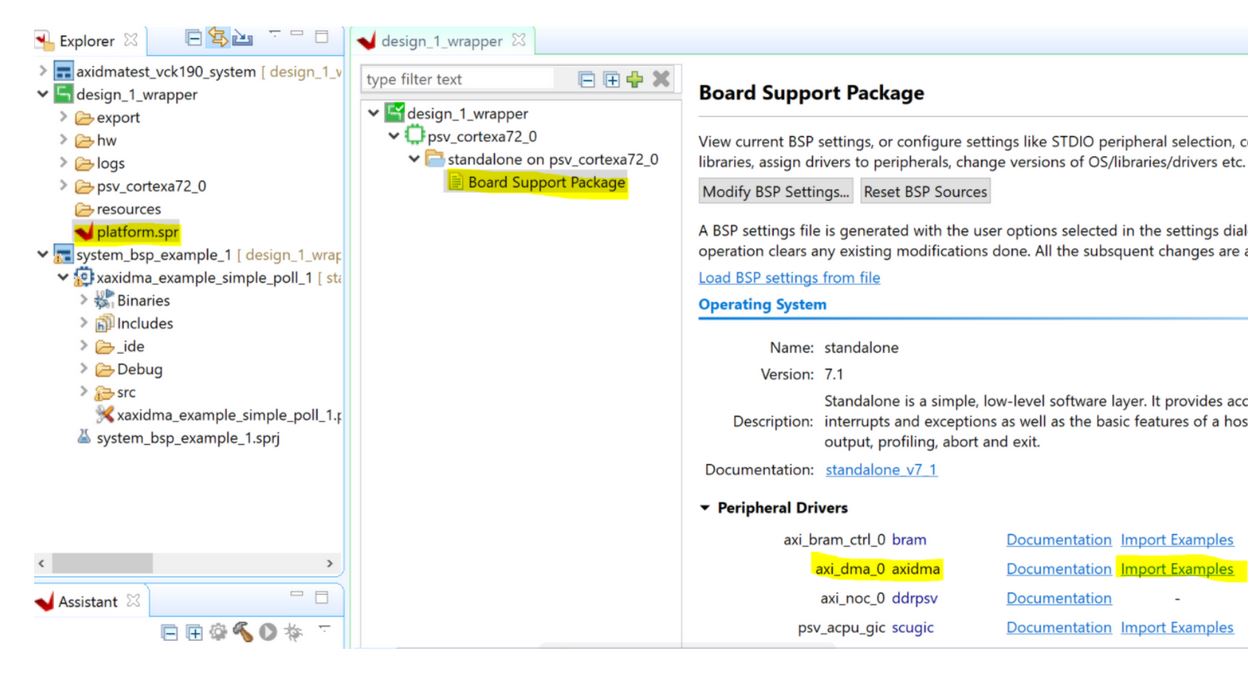 Explorer
axidmatest_vck190_system [ design_1_v
design_1_wrapper
export
hw
logs
psv_cortexa72_0
resources
platform.spr
system_bsp_example_1 [ design_1_wrap
xaxidma_example_simple_poll_1 [ sta
Binaries
Includes
_ide
Debug
src
xaxidma_example_simple_poll_1.p
system_bsp_example_1.sprj
Assistant
design_1_wrapper
type filter text
design_1_wrapper
psv_cortexa72_0
standalone on psv_cortexa72_0
Board Support Package
Board Support Package
View current BSP settings, or configure settings like STDIO peripheral selection, c
libraries, assign drivers to peripherals, change versions of OS/libraries/drivers etc.
Modify BSP Settings... Reset BSP Sources
A BSP settings file is generated with the user options selected in the settings dial
operation clears any existing modifications done. All the subsquent changes are a
Load BSP settings from file
Operating System
Name: standalone
Version: 7.1
Standalone is a simple, low-level software layer. It provides acc
Description: interrupts and exceptions as well as the basic features of a hos
output, profiling, abort and exit.
Documentation: standalone_v7_1
Peripheral Drivers
axi_bram_ctrl_0 bram Documentation Import Examples
axi_dma_0 axidma Documentation Import Examples
axi_noc_0 ddrpsv Documentation -
psv_acpu_gic scugic Documentation Import Examples